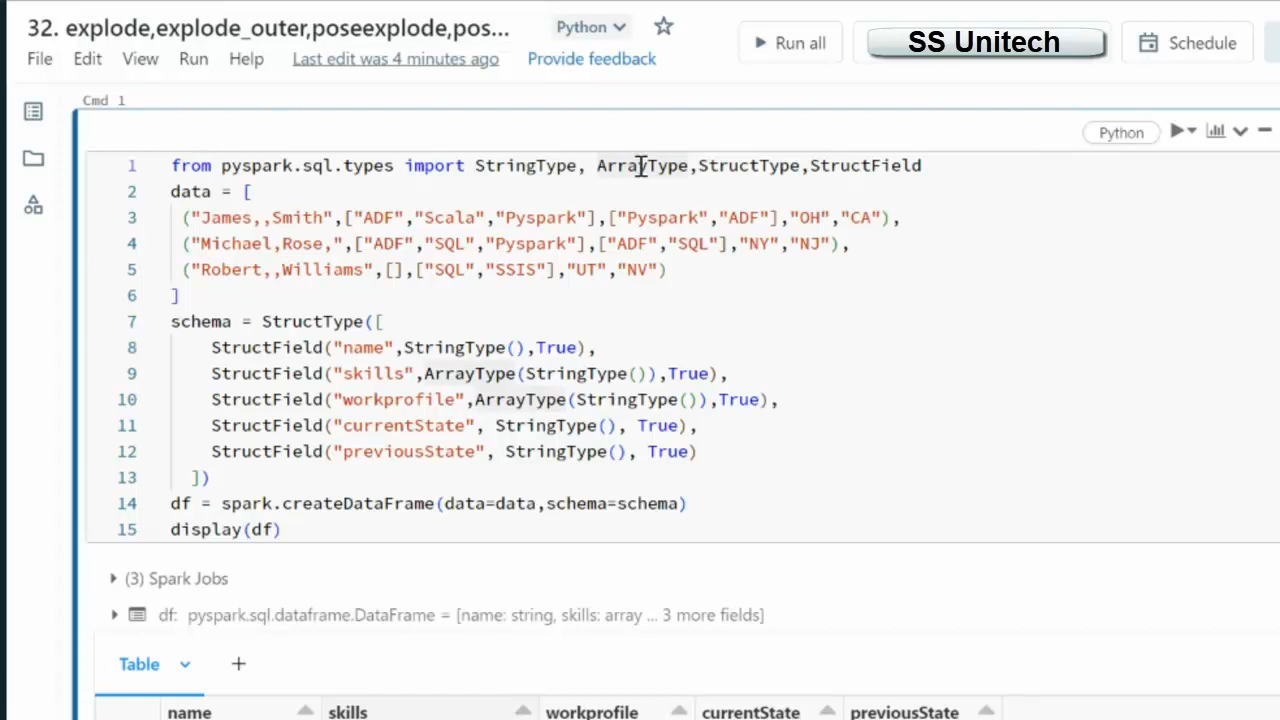 32. explode,explode_outer,poseexplode,pos...
Python
Run all
SS Unitech
Schedule
File Edit View Run Help Last edit was 4 minutes ago Provide feedback
Cmd 1
Python
1 from pyspark.sql.types import StringType, ArrayType,StructType,StructField
2 data = [
3 ("James,,Smith",["ADF","Scala","Pyspark"],["Pyspark","ADF"],"OH","CA"),
4 ("Michael,Rose,",["ADF","SQL","Pyspark"],["ADF","SQL"],"NY","NJ"),
5 ("Robert,,Williams",[],["SQL","SSIS"],"UT","NV")
6 ]
7 schema = StructType([
8 StructField("name",StringType(),True),
9 StructField("skills",ArrayType(StringType()),True),
10 StructField("workprofile",ArrayType(StringType()),True),
11 StructField("currentState", StringType(), True),
12 StructField("previousState", StringType(), True)
13 ])
14 df = spark.createDataFrame(data=data,schema=schema)
15 display(df)
(3) Spark Jobs
df: pyspark.sql.dataframe.DataFrame = [name: string, skills: array ... 3 more fields]
Table +
name skills workprofile currentState previousState